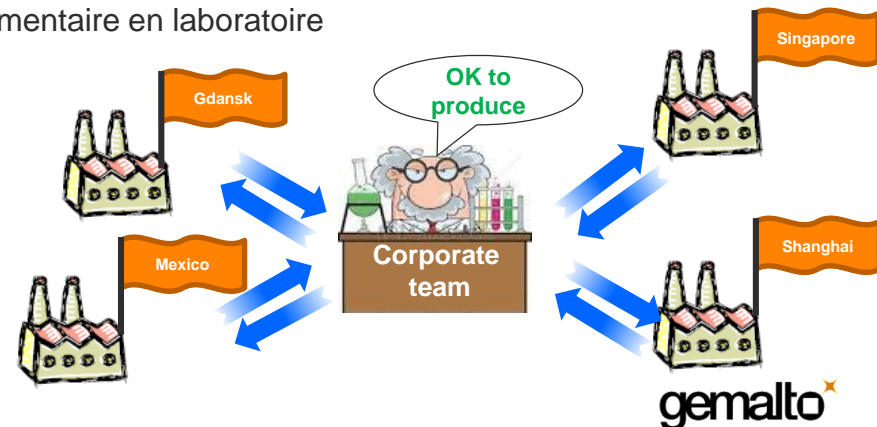 mentaire en laboratoire
Singapore
Gdansk
OK to
produce
Mexico
Corporate
team
Shanghai
gemalto